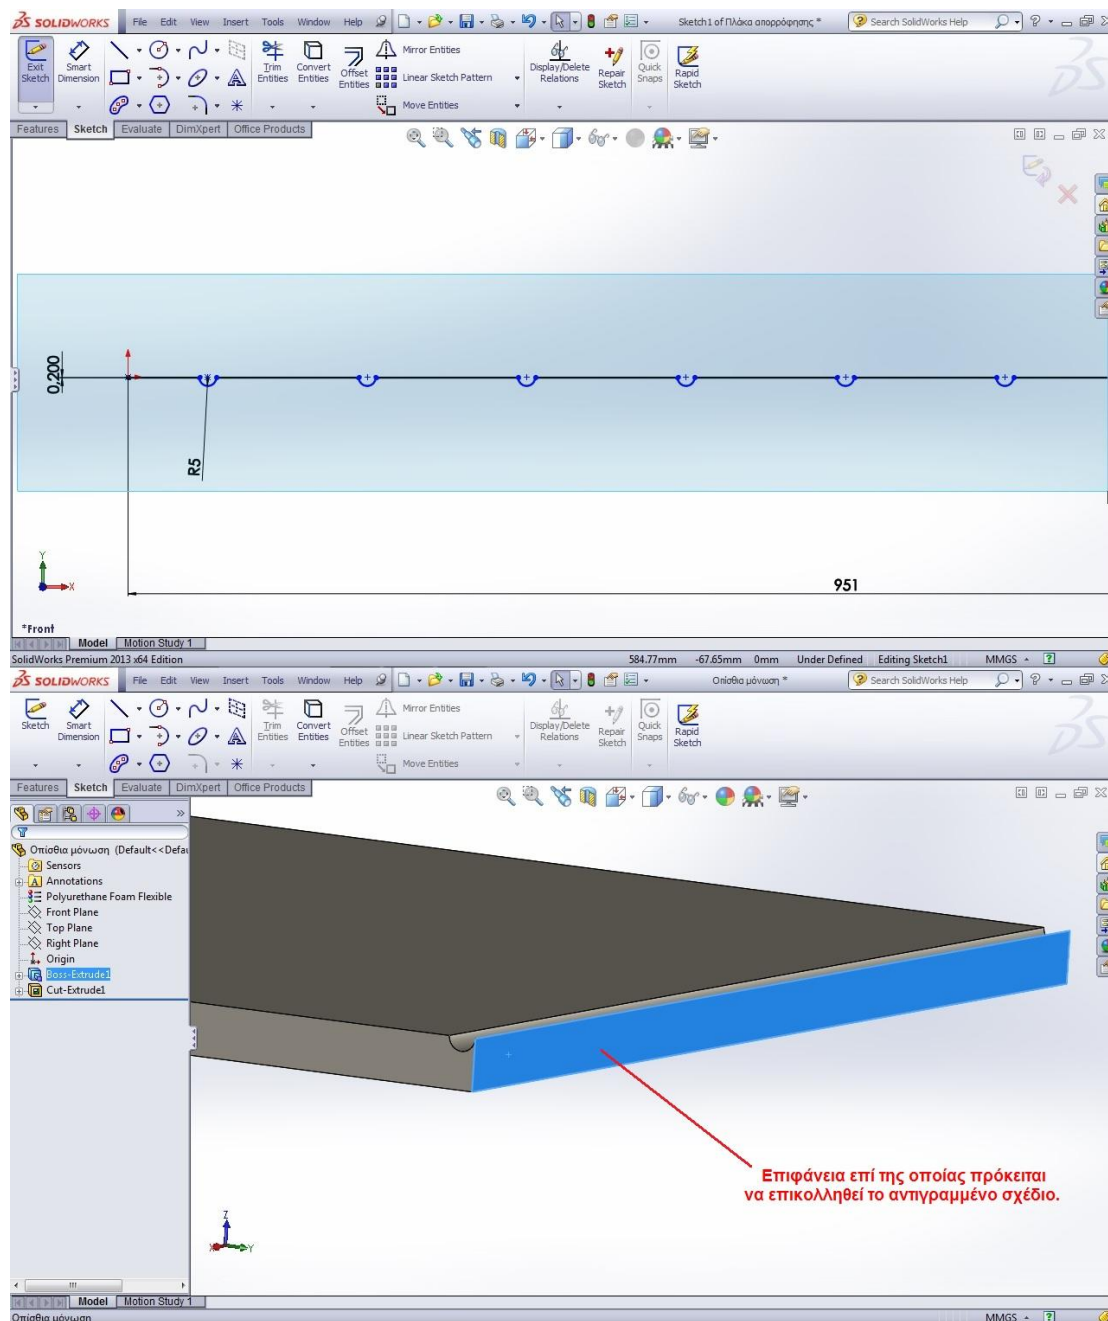 SOLIDWORKS File Edit View Insert Tools Window Help Sketch1 of Πλάκα απορρόφησης * Search SolidWorks Help
Exit Sketch
Smart Dimension
Trim Entities
Convert Entities
Offset Entities
Mirror Entities
Linear Sketch Pattern
Move Entities
Display/Delete Relations
Repair Sketch
Quick Snaps
Rapid Sketch
Features Sketch Evaluate DimXpert Office Products
0,200
R5
951
Y
X
*Front
Model Motion Study 1
SolidWorks Premium 2013 x64 Edition 584.77mm -67.65mm 0mm Under Defined Editing Sketch1 MMGS
SOLIDWORKS File Edit View Insert Tools Window Help Οπίσθια μόνωση * Search SolidWorks Help
Sketch
Smart Dimension
Trim Entities
Convert Entities
Offset Entities
Mirror Entities
Linear Sketch Pattern
Move Entities
Display/Delete Relations
Repair Sketch
Quick Snaps
Rapid Sketch
Features Sketch Evaluate DimXpert Office Products
Οπίσθια μόνωση (Default<<Defau
Sensors
Annotations
Polyurethane Foam Flexible
Front Plane
Top Plane
Right Plane
Origin
Boss-Extrude1
Cut-Extrude1
Επιφάνεια επί της οποίας πρόκειται
να επικολληθεί το αντιγραμμένο σχέδιο.
Z
X
Y
Model Motion Study 1
Οπίσθια μόνωση MMGS